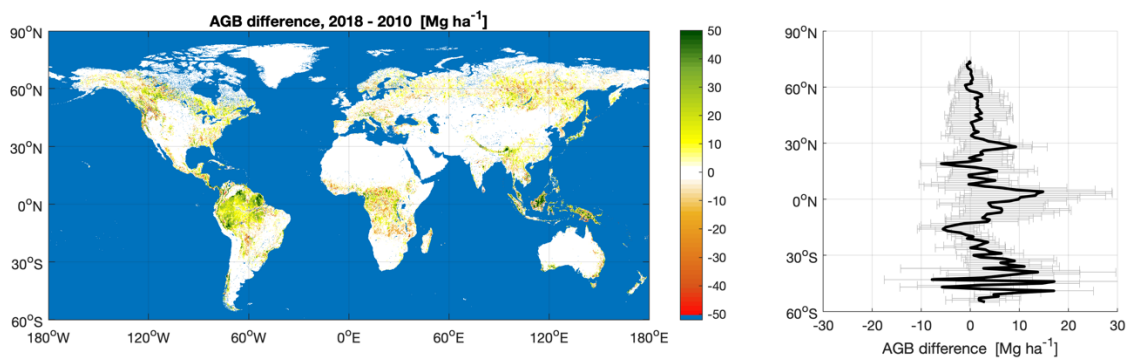 AGB difference, 2018 - 2010 [Mg ha⁻¹]
90°N
60°N
30°N
0°N
30°S
60°S
180°W 120°W 60°W 0°E 60°E 120°E 180°E
50
40
30
20
10
0
-10
-20
-30
-40
-50
90°N
60°N
30°N
0°N
30°S
60°S
-30 -20 -10 0 10 20 30
AGB difference [Mg ha⁻¹]